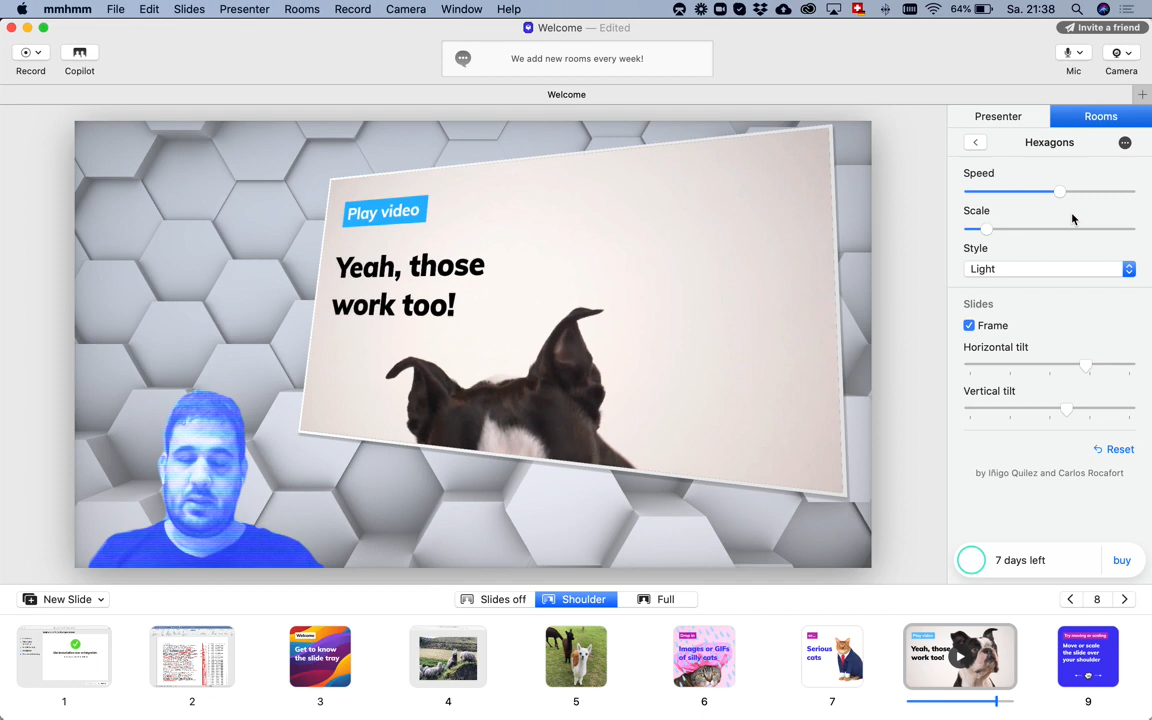 mmhmm File Edit Slides Presenter Rooms Record Camera Window Help 64% Sa. 21:38
Welcome — Edited
Invite a friend
Record Copilot
We add new rooms every week!
Mic Camera
Welcome
Presenter Rooms
Hexagons
Speed
Scale
Style
Light
Slides
Frame
Horizontal tilt
Vertical tilt
Reset
by Iñigo Quilez and Carlos Rocafort
7 days left buy
Play video
Yeah, those
work too!
New Slide
Slides off Shoulder Full
8
Welcome
Get to know
the slide tray
Drop in
Images or GIFs
of silly cats
Serious
cats
Play video
Yeah, those
work too!
Try moving or scaling
Move or scale
the slide over
your shoulder
1 2 3 4 5 6 7 9